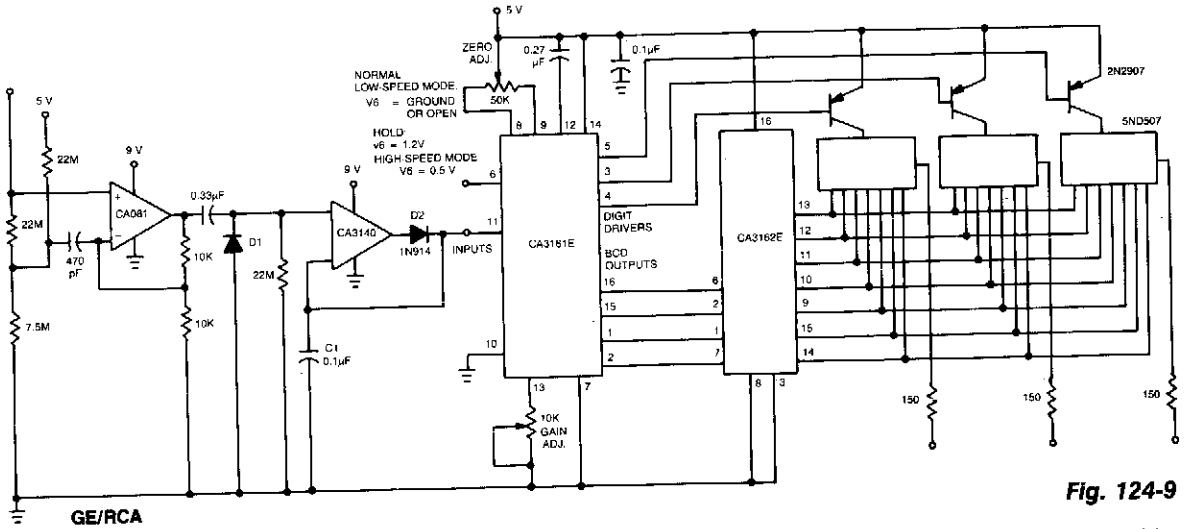 5 V
ZERO
ADJ.
0.27
µF
0.1µF
2N2907
NORMAL
LOW-SPEED MODE.
V6 = GROUND
OR OPEN
50K
8
9
12
14
16
5ND507
HOLD
v6 = 1.2V
HIGH-SPEED MODE
V6 = 0.5 V
5
3
4
6
5 V
22M
9 V
0.33µF
9 V
+
CA081
−
22M
CA3140
D2
1N914
11
INPUTS
CA3161E
DIGIT
DRIVERS
BCD
OUTPUTS
CA3162E
13
12
11
10
9
15
14
470
pF
10K
D1
22M
16
15
1
2
6
2
1
7
7.5M
10K
C1
0.1µF
10
13
7
8
3
10K
GAIN
ADJ.
150
150
150
GE/RCA
Fig. 124-9